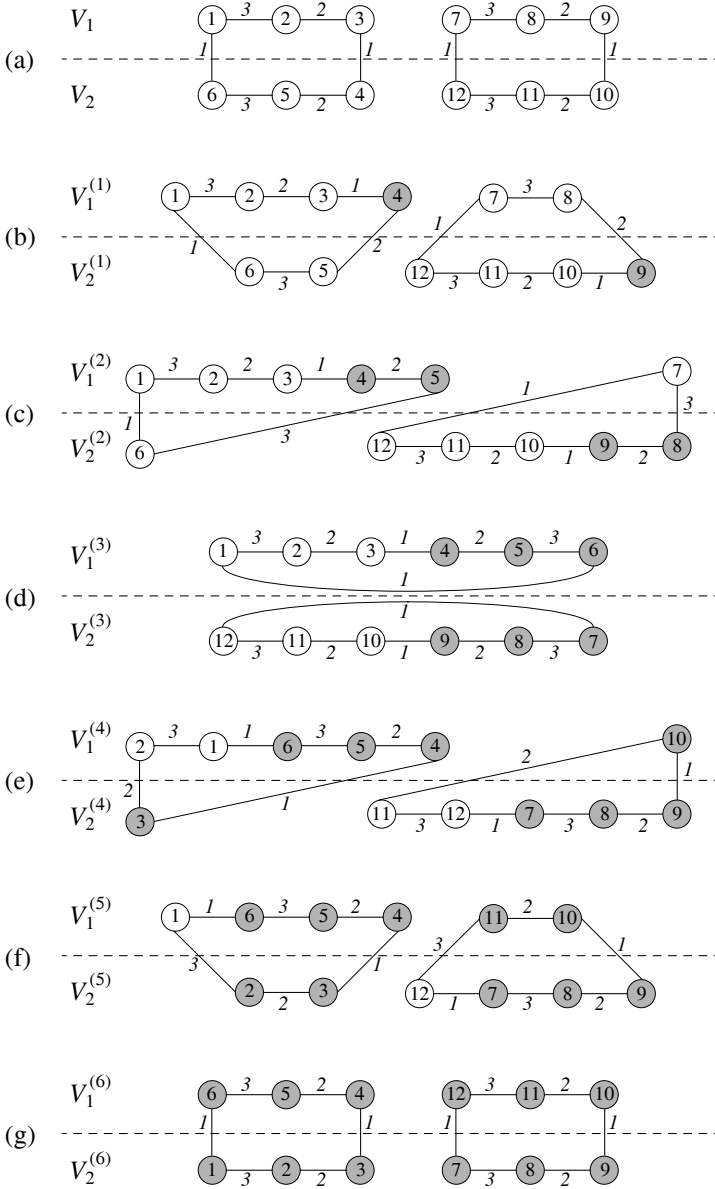 V₁ 1 3 2 2 3 7 3 8 2 9
(a) 1 1 1 1
V₂ 6 3 5 2 4 12 3 11 2 10
V₁⁽¹⁾ 1 3 2 2 3 1 4 7 3 8
(b) 1 2 1 2
V₂⁽¹⁾ 6 3 5 12 3 11 2 10 1 9
V₁⁽²⁾ 1 3 2 2 3 1 4 2 5 7
(c) 1 3 1 3
V₂⁽²⁾ 6 12 3 11 2 10 1 9 2 8
V₁⁽³⁾ 1 3 2 2 3 1 4 2 5 3 6
(d) 1 1
V₂⁽³⁾ 12 3 11 2 10 1 9 2 8 3 7
V₁⁽⁴⁾ 2 3 1 1 6 3 5 2 4 10
(e) 2 1 2 1
V₂⁽⁴⁾ 3 11 3 12 1 7 3 8 2 9
V₁⁽⁵⁾ 1 1 6 3 5 2 4 11 2 10
(f) 3 1 3 1
V₂⁽⁵⁾ 2 2 3 12 1 7 3 8 2 9
V₁⁽⁶⁾ 6 3 5 2 4 12 3 11 2 10
(g) 1 1 1 1
V₂⁽⁶⁾ 1 3 2 2 3 7 3 8 2 9